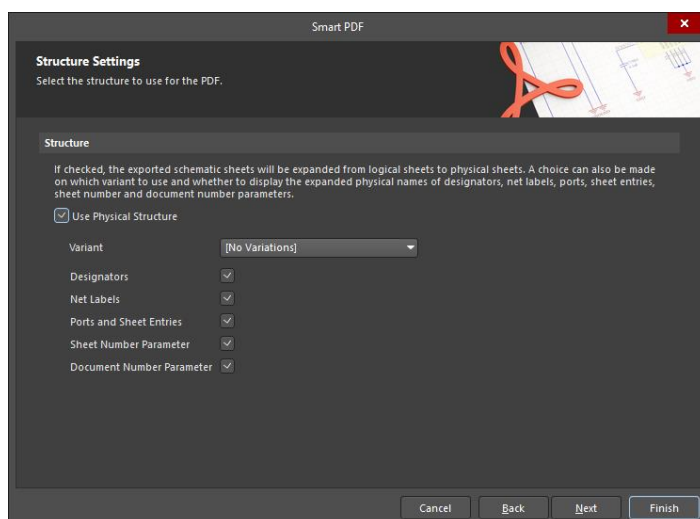 Smart PDF
Structure Settings
Select the structure to use for the PDF.
Structure
If checked, the exported schematic sheets will be expanded from logical sheets to physical sheets. A choice can also be made
on which variant to use and whether to display the expanded physical names of designators, net labels, ports, sheet entries,
sheet number and document number parameters.
Use Physical Structure
Variant [No Variations]
Designators
Net Labels
Ports and Sheet Entries
Sheet Number Parameter
Document Number Parameter
Cancel Back Next Finish